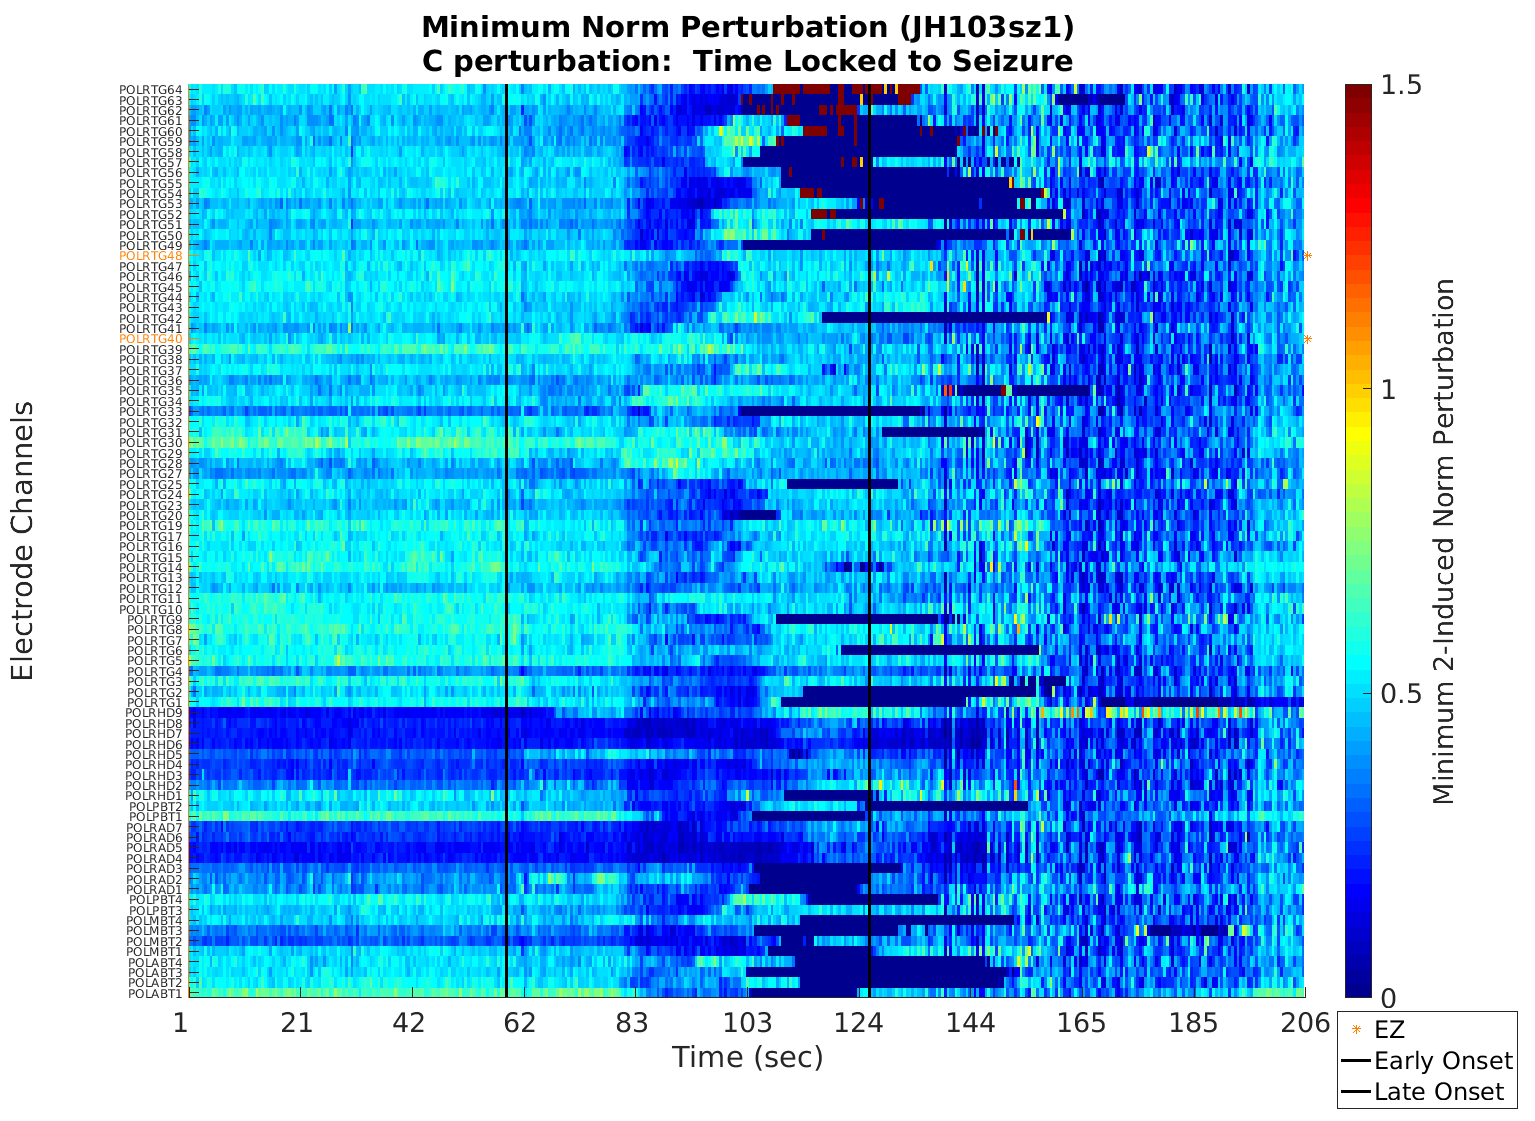 Minimum Norm Perturbation (JH103sz1)
C perturbation:  Time Locked to Seizure
Electrode Channels
POLRTG64
POLRTG63
POLRTG62
POLRTG61
POLRTG60
POLRTG59
POLRTG58
POLRTG57
POLRTG56
POLRTG55
POLRTG54
POLRTG53
POLRTG52
POLRTG51
POLRTG50
POLRTG49
POLRTG48
POLRTG47
POLRTG46
POLRTG45
POLRTG44
POLRTG43
POLRTG42
POLRTG41
POLRTG40
POLRTG39
POLRTG38
POLRTG37
POLRTG36
POLRTG35
POLRTG34
POLRTG33
POLRTG32
POLRTG31
POLRTG30
POLRTG29
POLRTG28
POLRTG27
POLRTG25
POLRTG24
POLRTG23
POLRTG20
POLRTG19
POLRTG17
POLRTG16
POLRTG15
POLRTG14
POLRTG13
POLRTG12
POLRTG11
POLRTG10
POLRTG9
POLRTG8
POLRTG7
POLRTG6
POLRTG5
POLRTG4
POLRTG3
POLRTG2
POLRTG1
POLRHD9
POLRHD8
POLRHD7
POLRHD6
POLRHD5
POLRHD4
POLRHD3
POLRHD2
POLRHD1
POLPBT2
POLPBT1
POLRAD7
POLRAD6
POLRAD5
POLRAD4
POLRAD3
POLRAD2
POLRAD1
POLPBT4
POLPBT3
POLMBT4
POLMBT3
POLMBT2
POLMBT1
POLABT4
POLABT3
POLABT2
POLABT1
1 21 42 62 83 103 124 144 165 185 206
Time (sec)
1.5
1
0.5
0
Minimum 2-Induced Norm Perturbation
EZ
Early Onset
Late Onset